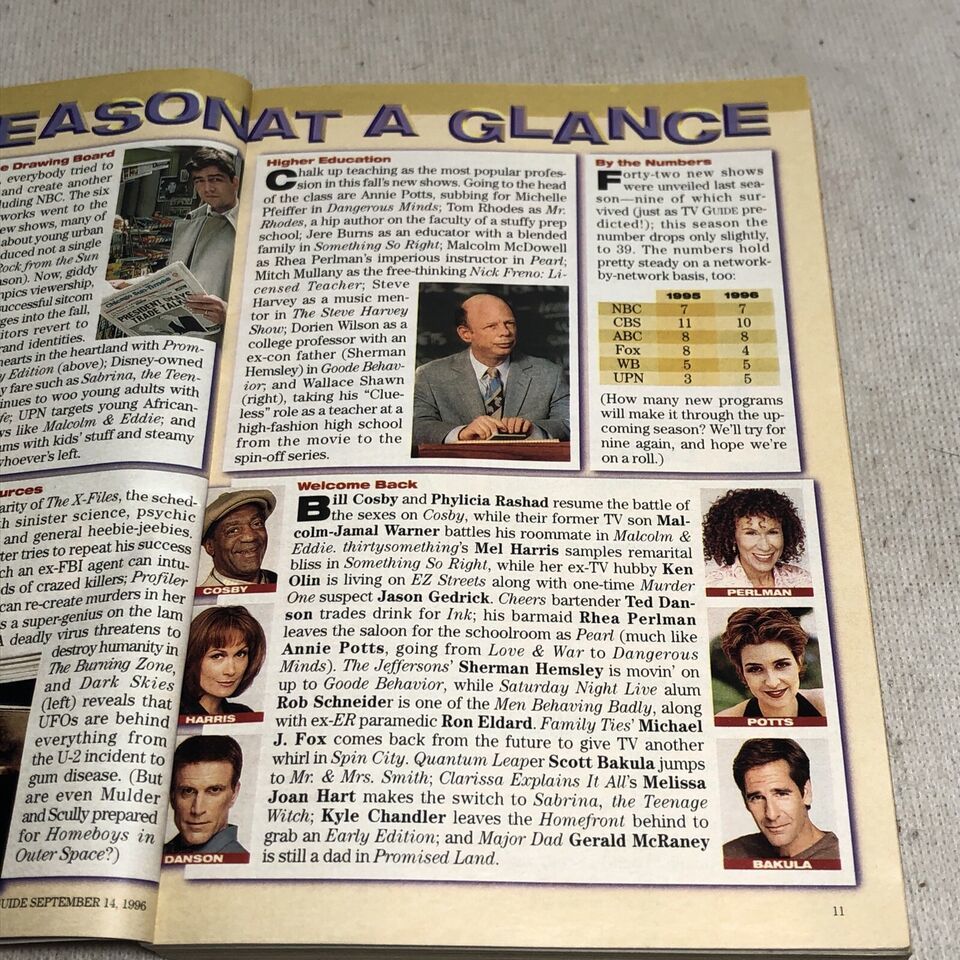 EASON AT A GLANCE
e Drawing Board
, everybody tried to
and create another
luding NBC. The six
works went to the
new shows, many of
about young urban
duced not a single
Rock from the Sun
son). Now, giddy
mpics viewership,
successful sitcom
ges into the fall,
itors revert to
rand identities.
hearts in the heartland with Prom-
y Edition (above); Disney-owned
y fare such as Sabrina, the Teen-
inues to woo young adults with
fe; UPN targets young African-
ws like Malcolm & Eddie; and
ams with kids' stuff and steamy
whoever's left.
Chicago Sun-Times
PRESIDENT OKAYS
TRADE TALK
urces
arity of The X-Files, the sched-
h sinister science, psychic
and general heebie-jeebies.
ter tries to repeat his success
ch an ex-FBI agent can intu-
ds of crazed killers; Profiler
can re-create murders in her
s a super-genius on the lam
A deadly virus threatens to
destroy humanity in
The Burning Zone,
and Dark Skies
(left) reveals that
UFOs are behind
everything from
the U-2 incident to
gum disease. (But
are even Mulder
and Scully prepared
for Homeboys in
Outer Space?)
UIDE SEPTEMBER 14, 1996
Higher Education
Chalk up teaching as the most popular profes-
sion in this fall's new shows. Going to the head
of the class are Annie Potts, subbing for Michelle
Pfeiffer in Dangerous Minds; Tom Rhodes as Mr.
Rhodes, a hip author on the faculty of a stuffy prep
school; Jere Burns as an educator with a blended
family in Something So Right; Malcolm McDowell
as Rhea Perlman's imperious instructor in Pearl;
Mitch Mullany as the free-thinking Nick Freno: Li-
censed Teacher; Steve
Harvey as a music men-
tor in The Steve Harvey
Show; Dorien Wilson as a
college professor with an
ex-con father (Sherman
Hemsley) in Goode Behav-
ior; and Wallace Shawn
(right), taking his "Clue-
less" role as a teacher at a
high-fashion high school
from the movie to the
spin-off series.
By the Numbers
Forty-two new shows
were unveiled last sea-
son—nine of which sur-
vived (just as TV GUIDE pre-
dicted!); this season the
number drops only slightly,
to 39. The numbers hold
pretty steady on a network-
by-network basis, too:
1995 1996
NBC 7 7
CBS 11 10
ABC 8 8
Fox 8 4
WB 5 5
UPN 3 5
(How many new programs
will make it through the up-
coming season? We'll try for
nine again, and hope we're
on a roll.)
Welcome Back
Bill Cosby and Phylicia Rashad resume the battle of
the sexes on Cosby, while their former TV son Mal-
colm-Jamal Warner battles his roommate in Malcolm &
Eddie. thirtysomething's Mel Harris samples remarital
bliss in Something So Right, while her ex-TV hubby Ken
Olin is living on EZ Streets along with one-time Murder
One suspect Jason Gedrick. Cheers bartender Ted Dan-
son trades drink for Ink; his barmaid Rhea Perlman
leaves the saloon for the schoolroom as Pearl (much like
Annie Potts, going from Love & War to Dangerous
Minds). The Jeffersons' Sherman Hemsley is movin' on
up to Goode Behavior, while Saturday Night Live alum
Rob Schneider is one of the Men Behaving Badly, along
with ex-ER paramedic Ron Eldard. Family Ties' Michael
J. Fox comes back from the future to give TV another
whirl in Spin City. Quantum Leaper Scott Bakula jumps
to Mr. & Mrs. Smith; Clarissa Explains It All's Melissa
Joan Hart makes the switch to Sabrina, the Teenage
Witch; Kyle Chandler leaves the Homefront behind to
grab an Early Edition; and Major Dad Gerald McRaney
is still a dad in Promised Land.
COSBY
HARRIS
DANSON
PERLMAN
POTTS
BAKULA
11